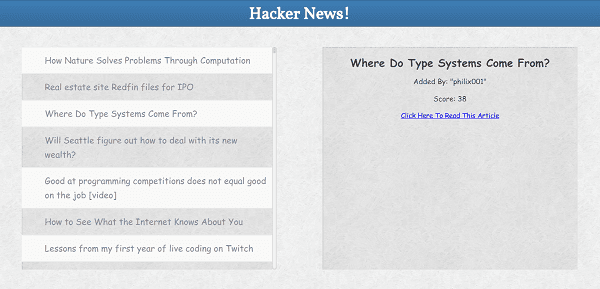 Hacker News!
How Nature Solves Problems Through Computation
Real estate site Redfin files for IPO
Where Do Type Systems Come From?
Will Seattle figure out how to deal with its new
wealth?
Good at programming competitions does not equal good
on the job [video]
How to See What the Internet Knows About You
Lessons from my first year of live coding on Twitch
Where Do Type Systems Come From?
Added By: "philix001"
Score: 38
Click Here To Read This Article